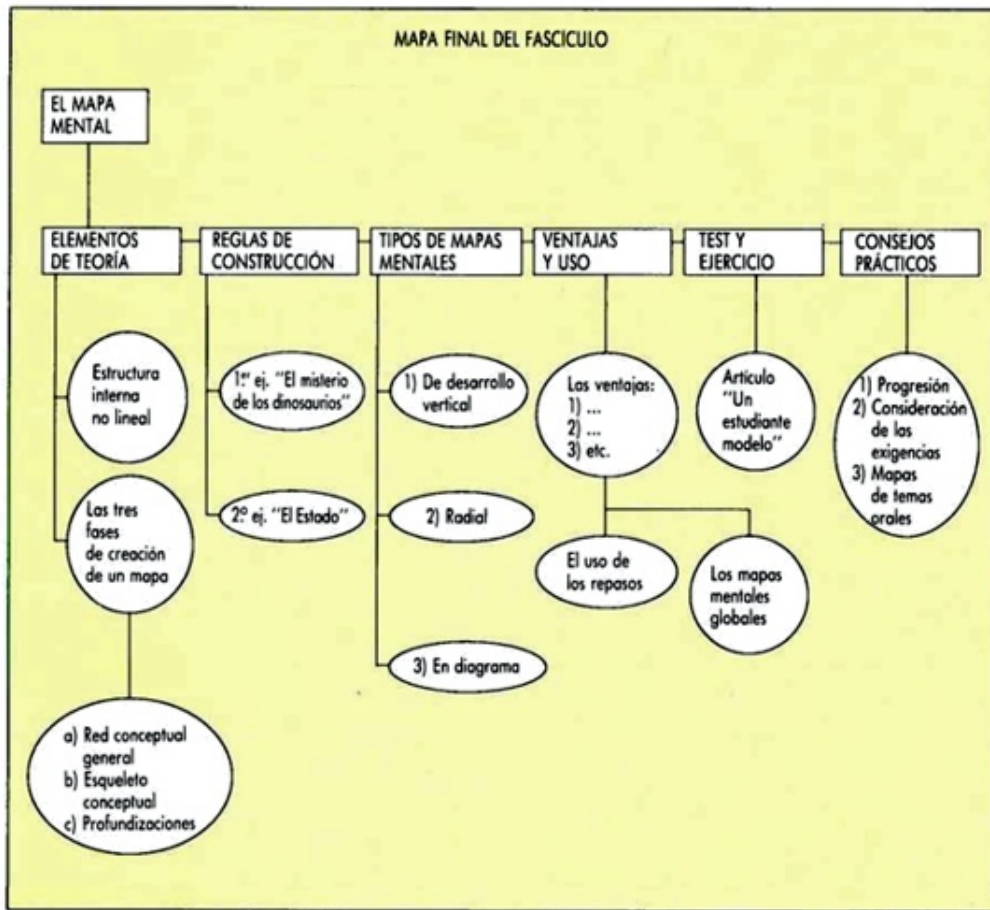 MAPA FINAL DEL FASCICULO
EL MAPA
MENTAL
ELEMENTOS
DE TEORÍA
REGLAS DE
CONSTRUCCIÓN
TIPOS DE MAPAS
MENTALES
VENTAJAS
Y USO
TEST Y
EJERCICIO
CONSEJOS
PRÁCTICOS
Estructura
interna
no lineal
Las tres
fases
de creación
de un mapa
a) Red conceptual
general
b) Esqueleto
conceptual
c) Profundizaciones
1.er ej. "El misterio
de los dinosaurios"
2.º ej. "El Estado"
1) De desarrollo
vertical
2) Radial
3) En diagrama
Las ventajas:
1) ...
2) ...
3) etc.
El uso de
los repasos
Los mapas
mentales
globales
Artículo
"Un
estudiante
modelo"
1) Progresión
2) Consideración
de las
exigencias
3) Mapas
de temas
orales